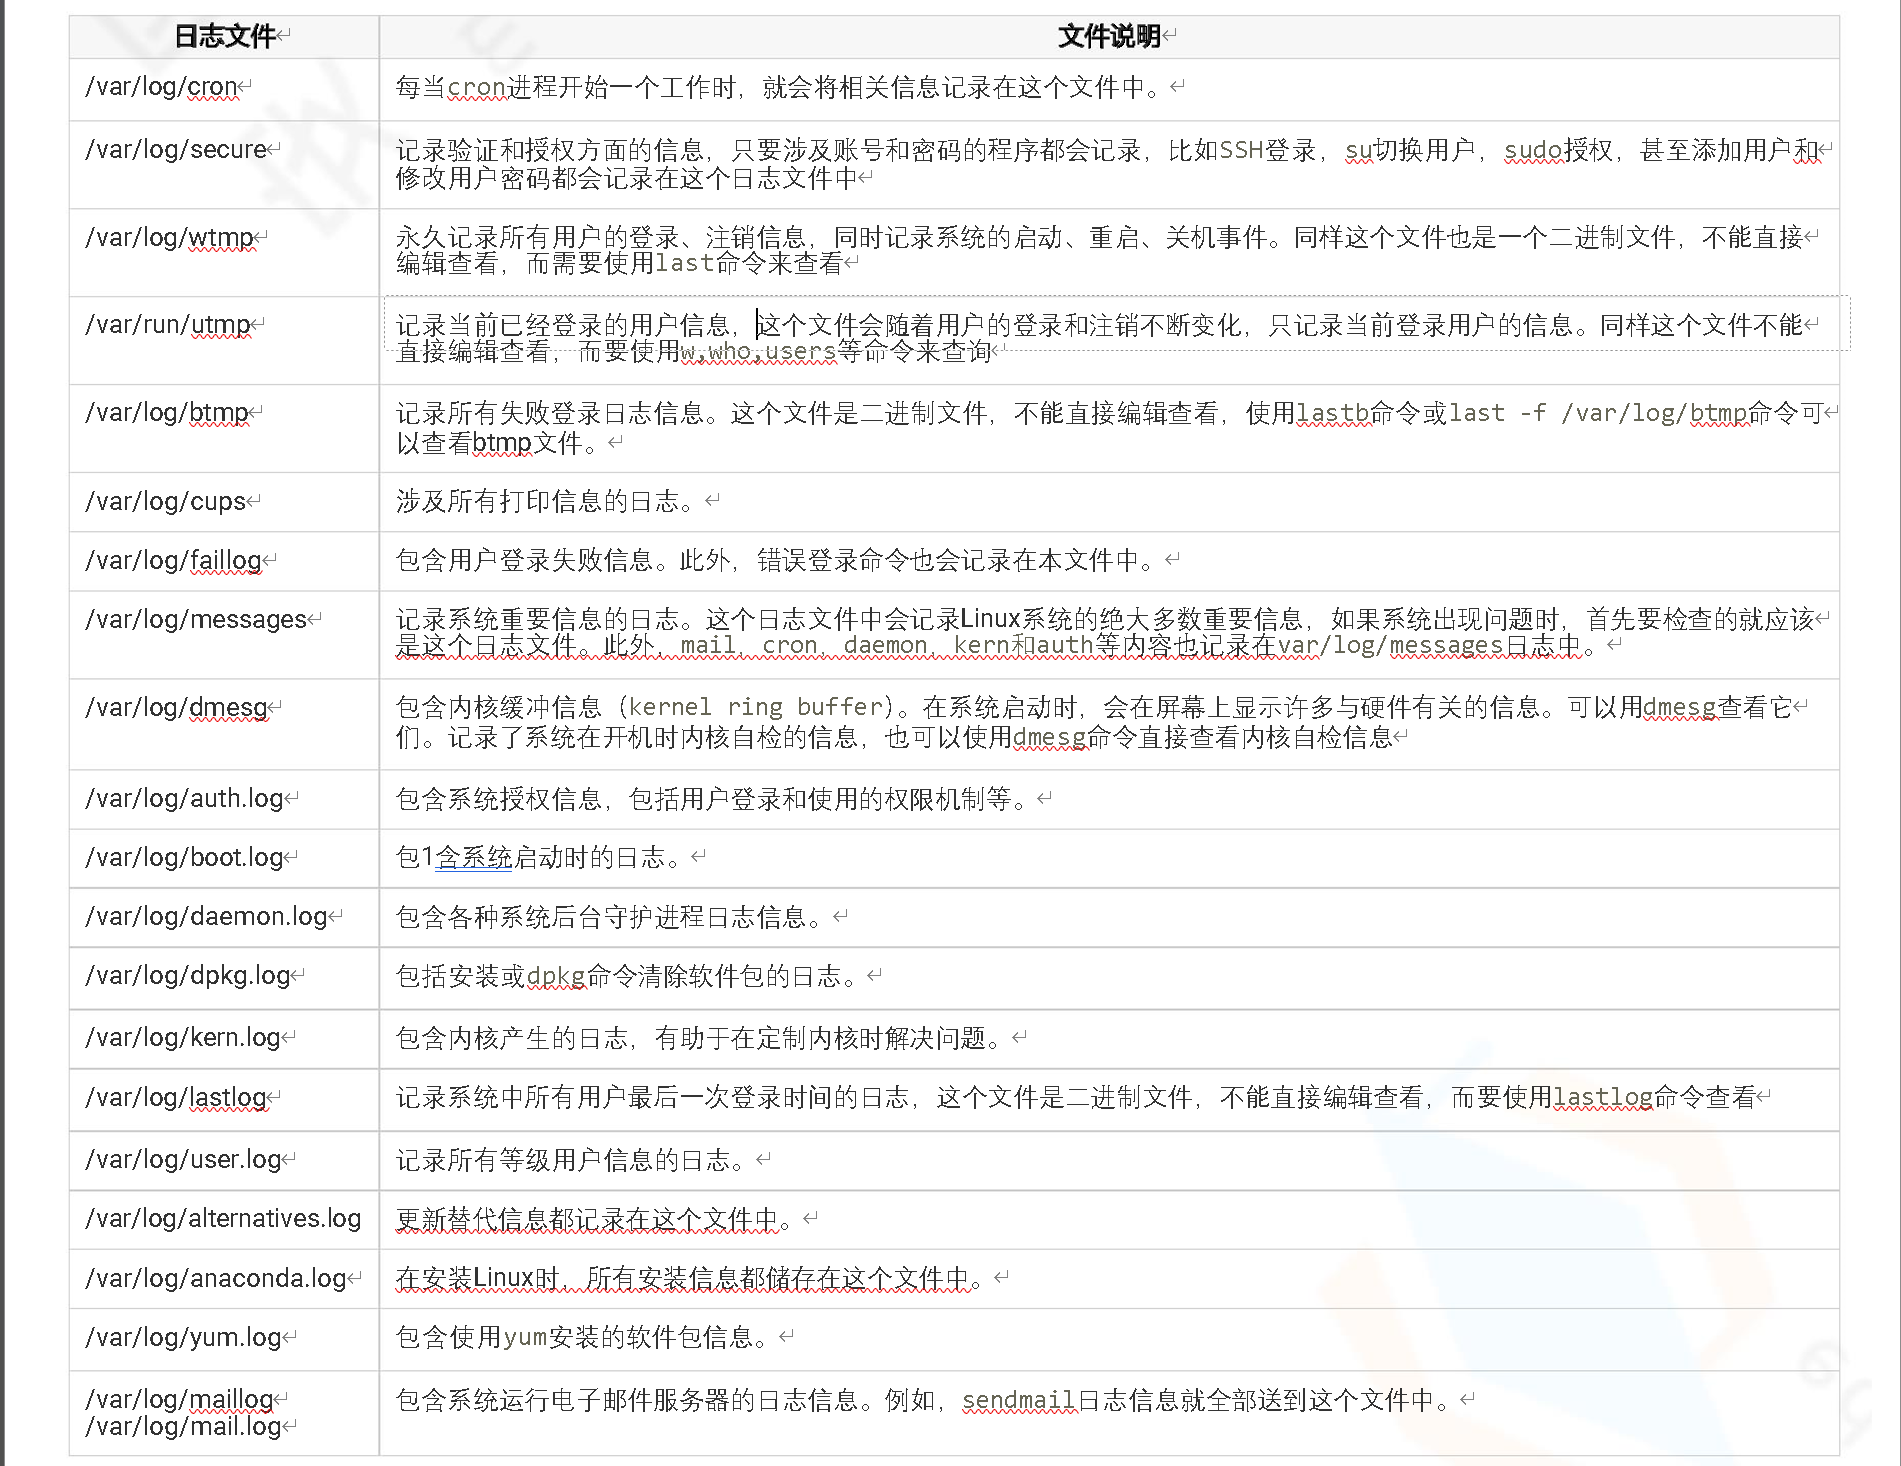 日志文件
文件说明
/var/log/cron
每当cron进程开始一个工作时，就会将相关信息记录在这个文件中。
/var/log/secure
记录验证和授权方面的信息，只要涉及账号和密码的程序都会记录，比如SSH登录，su切换用户，sudo授权，甚至添加用户和
修改用户密码都会记录在这个日志文件中
/var/log/wtmp
永久记录所有用户的登录、注销信息，同时记录系统的启动、重启、关机事件。同样这个文件也是一个二进制文件，不能直接
编辑查看，而需要使用last命令来查看
/var/run/utmp
记录当前已经登录的用户信息，这个文件会随着用户的登录和注销不断变化，只记录当前登录用户的信息。同样这个文件不能
直接编辑查看，而要使用w,who,users等命令来查询
/var/log/btmp
记录所有失败登录日志信息。这个文件是二进制文件，不能直接编辑查看，使用lastb命令或last -f /var/log/btmp命令可
以查看btmp文件。
/var/log/cups
涉及所有打印信息的日志。
/var/log/faillog
包含用户登录失败信息。此外，错误登录命令也会记录在本文件中。
/var/log/messages
记录系统重要信息的日志。这个日志文件中会记录Linux系统的绝大多数重要信息，如果系统出现问题时，首先要检查的就应该
是这个日志文件。此外，mail，cron，daemon，kern和auth等内容也记录在var/log/messages日志中。
/var/log/dmesg
包含内核缓冲信息（kernel ring buffer）。在系统启动时，会在屏幕上显示许多与硬件有关的信息。可以用dmesg查看它
们。记录了系统在开机时内核自检的信息，也可以使用dmesg命令直接查看内核自检信息
/var/log/auth.log
包含系统授权信息，包括用户登录和使用的权限机制等。
/var/log/boot.log
包1含系统启动时的日志。
/var/log/daemon.log
包含各种系统后台守护进程日志信息。
/var/log/dpkg.log
包括安装或dpkg命令清除软件包的日志。
/var/log/kern.log
包含内核产生的日志，有助于在定制内核时解决问题。
/var/log/lastlog
记录系统中所有用户最后一次登录时间的日志，这个文件是二进制文件，不能直接编辑查看，而要使用lastlog命令查看
/var/log/user.log
记录所有等级用户信息的日志。
/var/log/alternatives.log
更新替代信息都记录在这个文件中。
/var/log/anaconda.log
在安装Linux时，所有安装信息都储存在这个文件中。
/var/log/yum.log
包含使用yum安装的软件包信息。
/var/log/maillog
/var/log/mail.log
包含系统运行电子邮件服务器的日志信息。例如，sendmail日志信息就全部送到这个文件中。